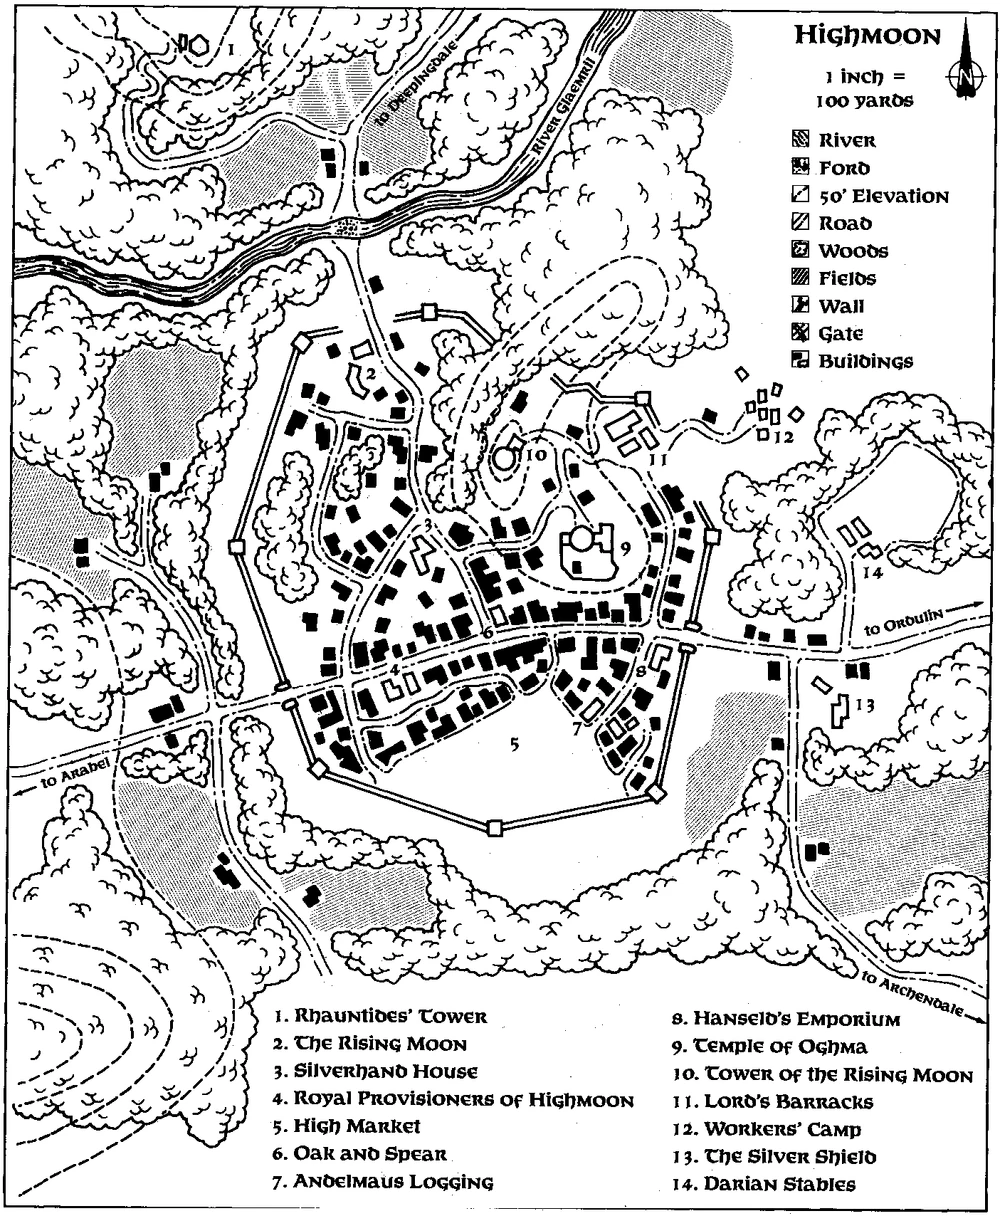 Highmoon
1 inch =
100 yards
N
River
Ford
50' Elevation
Road
Woods
Fields
Wall
Gate
Buildings
1
to Deepingdale
River Glaemril
2
10
11
12
3
9
14
to Ordulin
6
4
8
13
7
5
to Arabel
to Archendale
1. Rhauntides' Tower
2. The Rising Moon
3. Silverhand House
4. Royal Provisioners of Highmoon
5. High Market
6. Oak and Spear
7. Andelmaus Logging
8. Hanseld's Emporium
9. Temple of Oghma
10. Tower of the Rising Moon
11. Lord's Barracks
12. Workers' Camp
13. The Silver Shield
14. Darian Stables